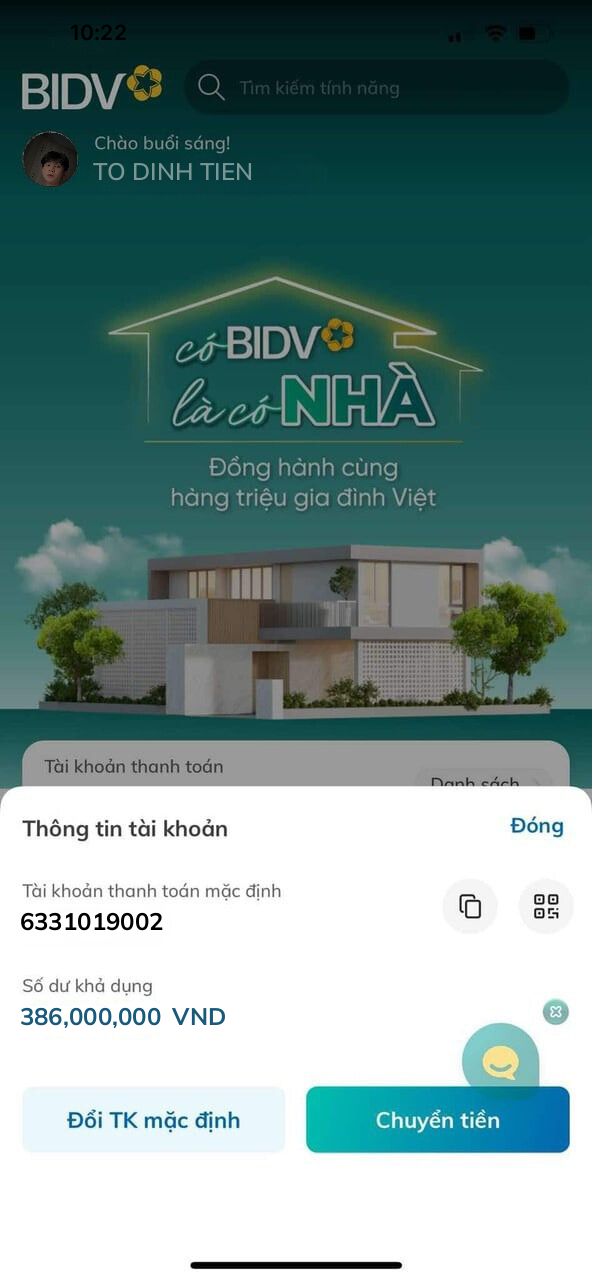 10:22
BIDV
Tìm kiếm tính năng
Chào buổi sáng!
TO DINH TIEN
có BIDV
là có NHÀ
Đồng hành cùng
hàng triệu gia đình Việt
Tài khoản thanh toán
Danh sách
Thông tin tài khoản
Đóng
Tài khoản thanh toán mặc định
6331019002
Số dư khả dụng
386,000,000 VND
Đổi TK mặc định
Chuyển tiền